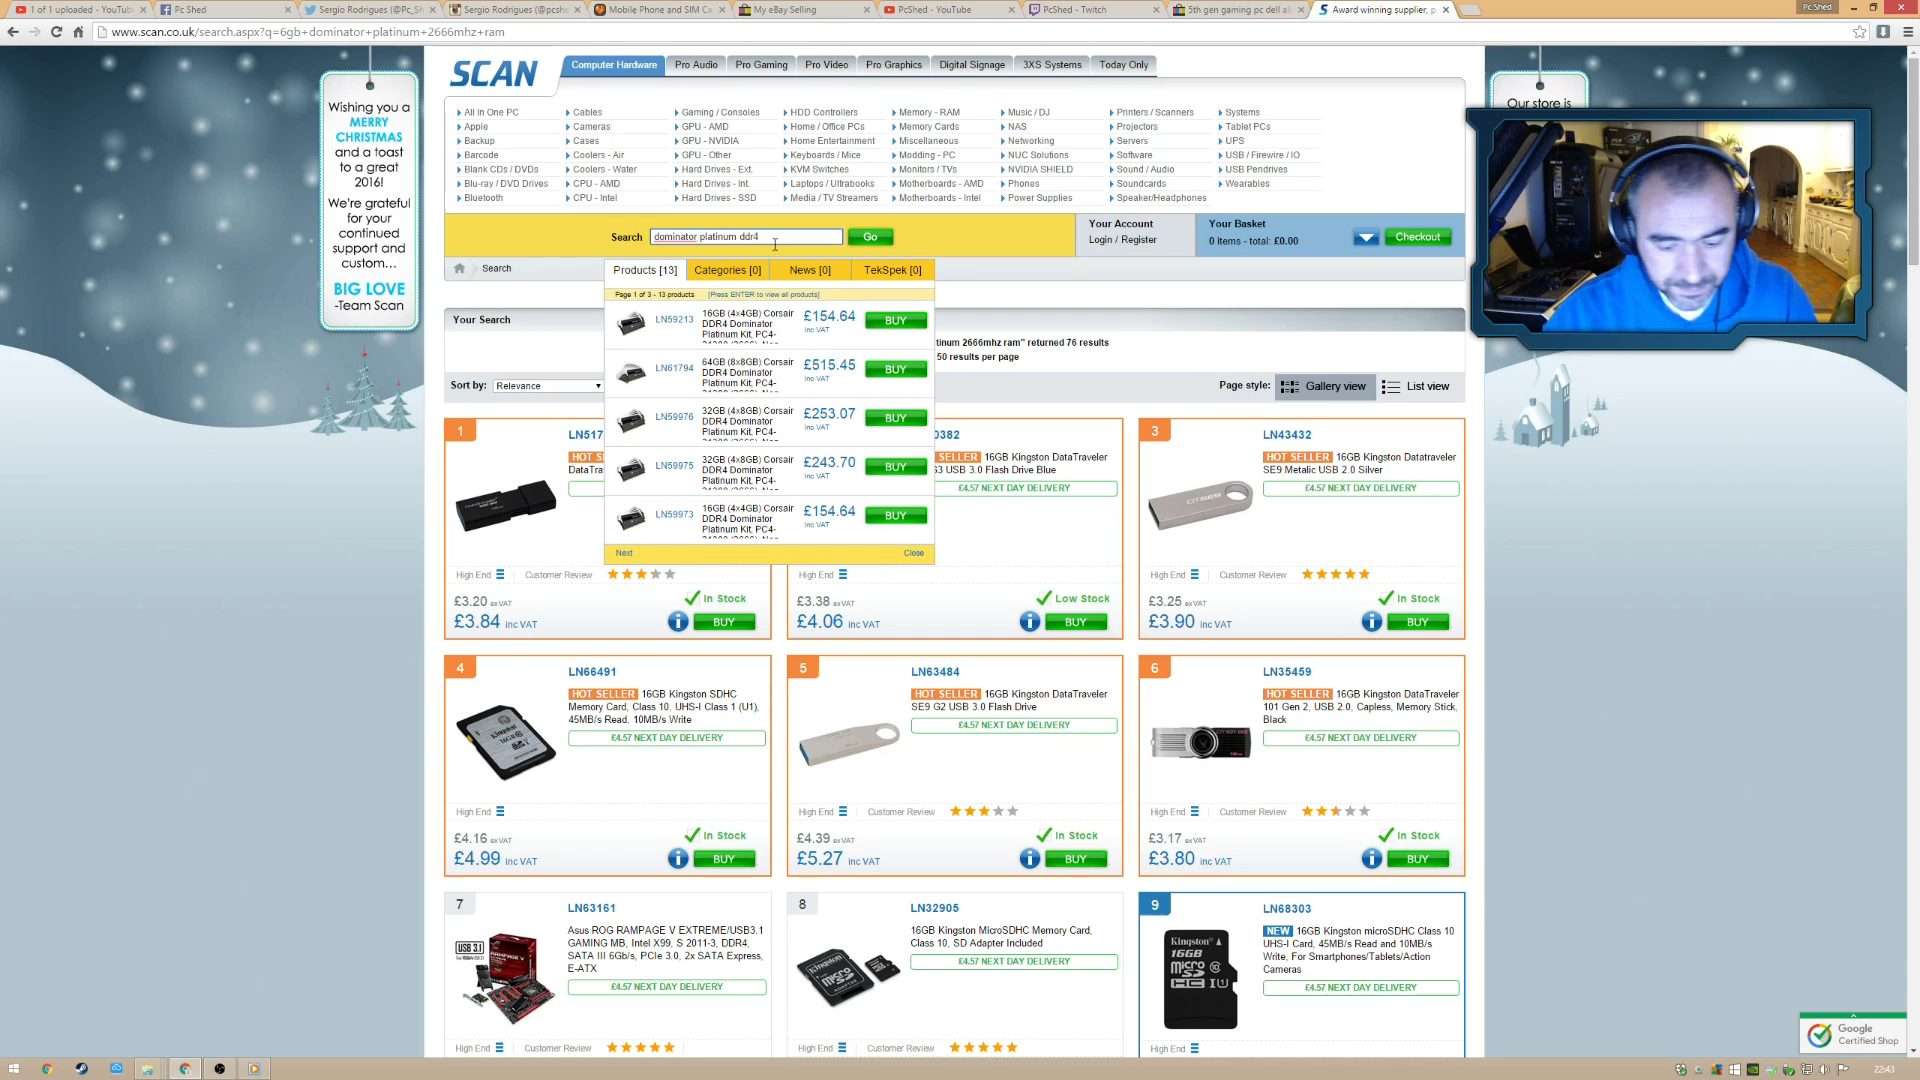 1 of 1 uploaded - YouTube
Pc Shed
Sergio Rodrigues (@Pc_Sh
Sergio Rodrigues (@pcshe
Mobile Phone and SIM Ca
My eBay Selling
PcShed - YouTube
PcShed - Twitch
5th gen gaming pc dell al
Award winning supplier, p
Pc Shed
www.scan.co.uk/search.aspx?q=6gb+dominator+platinum+2666mhz+ram
Wishing you a
MERRY
CHRISTMAS
and a toast
to a great
2016!
We're grateful
for your
continued
support and
custom...
BIG LOVE
-Team Scan
Our store is
SCAN
Computer Hardware
Pro Audio
Pro Gaming
Pro Video
Pro Graphics
Digital Signage
3XS Systems
Today Only
All In One PC
Cables
Gaming / Consoles
HDD Controllers
Memory - RAM
Music / DJ
Printers / Scanners
Systems
Apple
Cameras
GPU - AMD
Home / Office PCs
Memory Cards
NAS
Projectors
Tablet PCs
Backup
Cases
GPU - NVIDIA
Home Entertainment
Miscellaneous
Networking
Servers
UPS
Barcode
Coolers - Air
GPU - Other
Keyboards / Mice
Modding - PC
NUC Solutions
Software
USB / Firewire / IO
Blank CDs / DVDs
Coolers - Water
Hard Drives - Ext.
KVM Switches
Monitors / TVs
NVIDIA SHIELD
Sound / Audio
USB Pendrives
Blu-ray / DVD Drives
CPU - AMD
Hard Drives - Int.
Laptops / Ultrabooks
Motherboards - AMD
Phones
Soundcards
Wearables
Bluetooth
CPU - Intel
Hard Drives - SSD
Media / TV Streamers
Motherboards - Intel
Power Supplies
Speaker/Headphones
Search
dominator platinum ddr4
Go
Your Account
Login / Register
Your Basket
0 items - total: £0.00
Checkout
Search
Products [13]
Categories [0]
News [0]
TekSpek [0]
Page 1 of 3 - 13 products [Press ENTER to view all products]
LN59213
16GB (4x4GB) Corsair
DDR4 Dominator
Platinum Kit, PC4-
£154.64
inc VAT
BUY
LN61794
64GB (8x8GB) Corsair
DDR4 Dominator
Platinum Kit, PC4-
£515.45
inc VAT
BUY
LN59976
32GB (4x8GB) Corsair
DDR4 Dominator
Platinum Kit, PC4-
£253.07
inc VAT
BUY
LN59975
32GB (4x8GB) Corsair
DDR4 Dominator
Platinum Kit, PC4-
£243.70
inc VAT
BUY
LN59973
16GB (4x4GB) Corsair
DDR4 Dominator
Platinum Kit, PC4-
£154.64
inc VAT
BUY
Next
Close
Your Search
tinum 2666mhz ram" returned 76 results
50 results per page
Sort by:
Relevance
Page style:
Gallery view
List view
1
LN517
HOT S
DataTra
High End
Customer Review
£3.20 exVAT
£3.84 inc VAT
In Stock
BUY
0382
16GB Kingston DataTraveler
G3 USB 3.0 Flash Drive Blue
£4.57 NEXT DAY DELIVERY
High End
£3.38 exVAT
£4.06 inc VAT
Low Stock
BUY
3
LN43432
HOT SELLER 16GB Kingston Datatraveler
SE9 Metalic USB 2.0 Silver
£4.57 NEXT DAY DELIVERY
High End
Customer Review
£3.25 exVAT
£3.90 inc VAT
In Stock
BUY
4
LN66491
HOT SELLER 16GB Kingston SDHC
Memory Card, Class 10, UHS-I Class 1 (U1),
45MB/s Read, 10MB/s Write
£4.57 NEXT DAY DELIVERY
High End
£4.16 exVAT
£4.99 inc VAT
In Stock
BUY
5
LN63484
HOT SELLER 16GB Kingston DataTraveler
SE9 G2 USB 3.0 Flash Drive
£4.57 NEXT DAY DELIVERY
High End
Customer Review
£4.39 exVAT
£5.27 inc VAT
In Stock
BUY
6
LN35459
HOT SELLER 16GB Kingston DataTraveler
101 Gen 2, USB 2.0, Capless, Memory Stick,
Black
£4.57 NEXT DAY DELIVERY
High End
Customer Review
£3.17 exVAT
£3.80 inc VAT
In Stock
BUY
7
LN63161
Asus ROG RAMPAGE V EXTREME/USB3.1
GAMING MB, Intel X99, S 2011-3, DDR4,
SATA III 6Gb/s, PCIe 3.0, 2x SATA Express,
E-ATX
£4.57 NEXT DAY DELIVERY
USB 3.1
High End
Customer Review
8
LN32905
16GB Kingston MicroSDHC Memory Card,
Class 10, SD Adapter Included
£4.57 NEXT DAY DELIVERY
High End
Customer Review
9
LN68303
NEW 16GB Kingston microSDHC Class 10
UHS-I Card, 45MB/s Read and 10MB/s
Write, For Smartphones/Tablets/Action
Cameras
£4.57 NEXT DAY DELIVERY
Kingston
16GB
High End
Google
Certified Shop
22:43